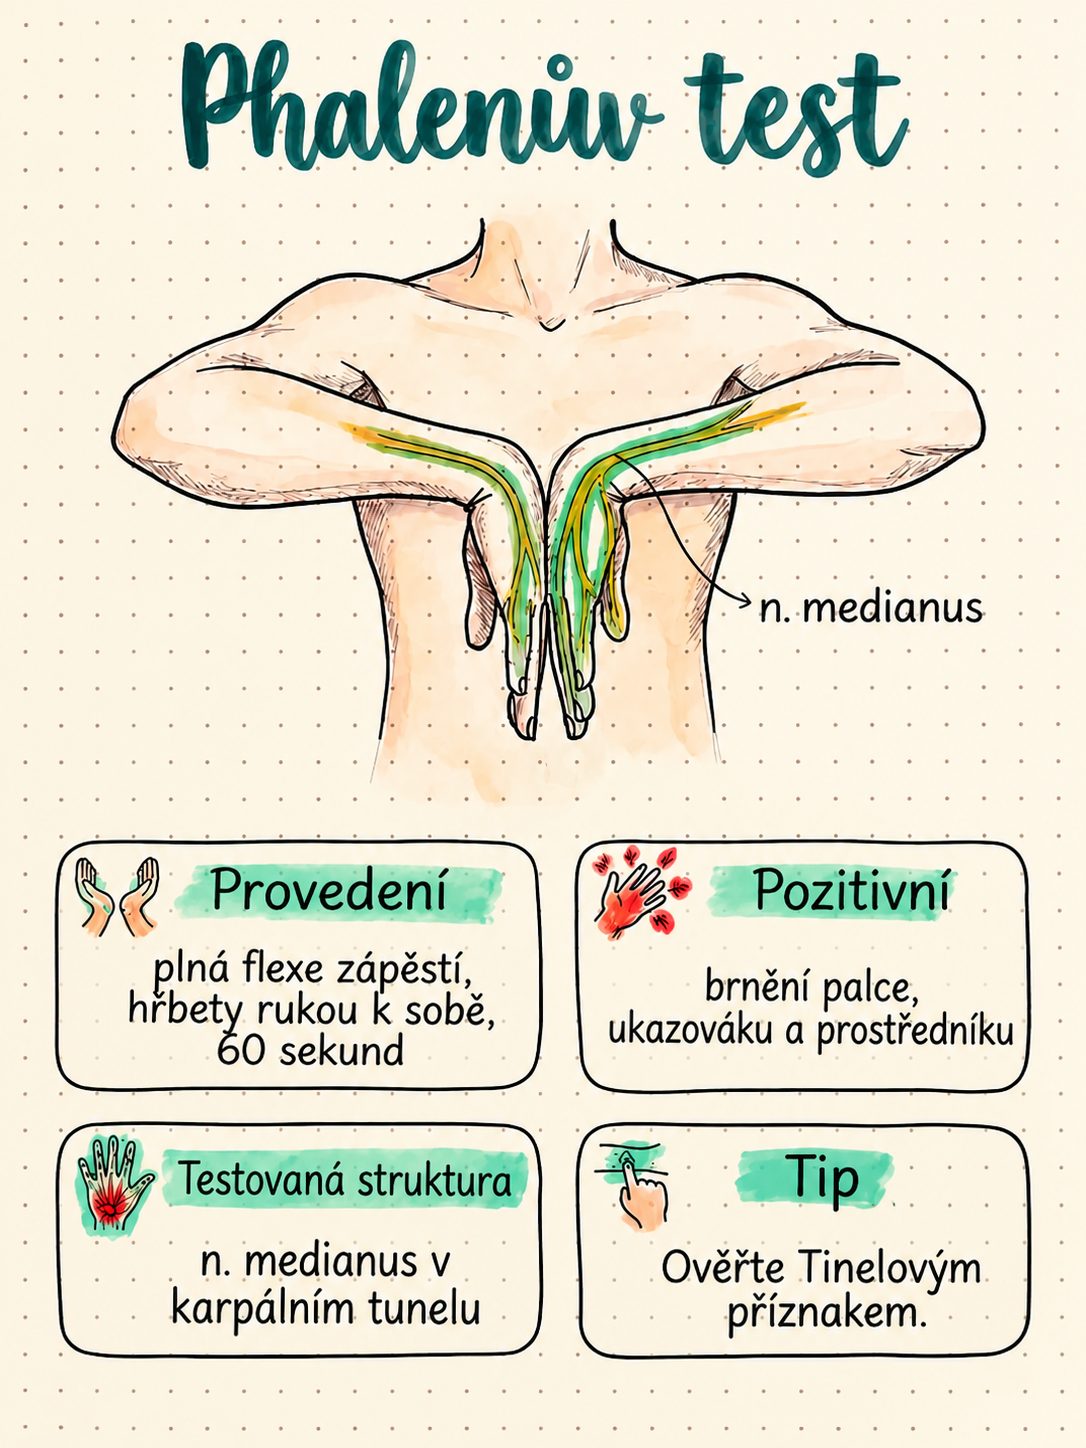 Phalenův test
n. medianus
Provedení
plná flexe zápěstí,
hřbety rukou k sobě,
60 sekund
Pozitivní
brnění palce,
ukazováku a prostředníku
Testovaná struktura
n. medianus v
karpálním tunelu
Tip
Ověřte Tinelovým
příznakem.